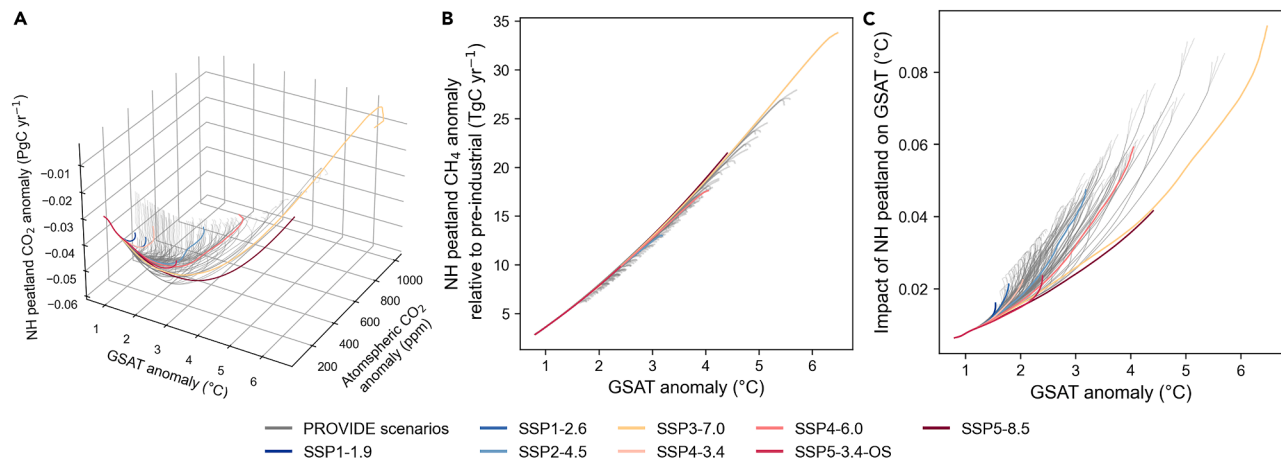 A
NH peatland CO₂ anomaly (PgC yr⁻¹)
−0.01
−0.02
−0.03
−0.04
−0.05
−0.06
1
2
3
4
5
6
GSAT anomaly (°C)
200
400
600
800
1000
Atomspheric CO₂
anomaly (ppm)
B
NH peatland CH₄ anomaly
relative to pre-industrial (TgC yr⁻¹)
35
30
25
20
15
10
5
1 2 3 4 5 6
GSAT anomaly (°C)
C
Impact of NH peatland on GSAT (°C)
0.08
0.06
0.04
0.02
1 2 3 4 5 6
GSAT anomaly (°C)
PROVIDE scenarios SSP1-2.6 SSP3-7.0 SSP4-6.0 SSP5-8.5
SSP1-1.9 SSP2-4.5 SSP4-3.4 SSP5-3.4-OS